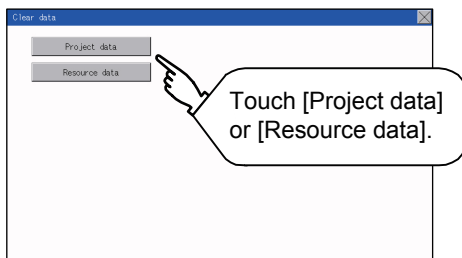 Clear data
Project data
Resource data
Touch [Project data]
or [Resource data].